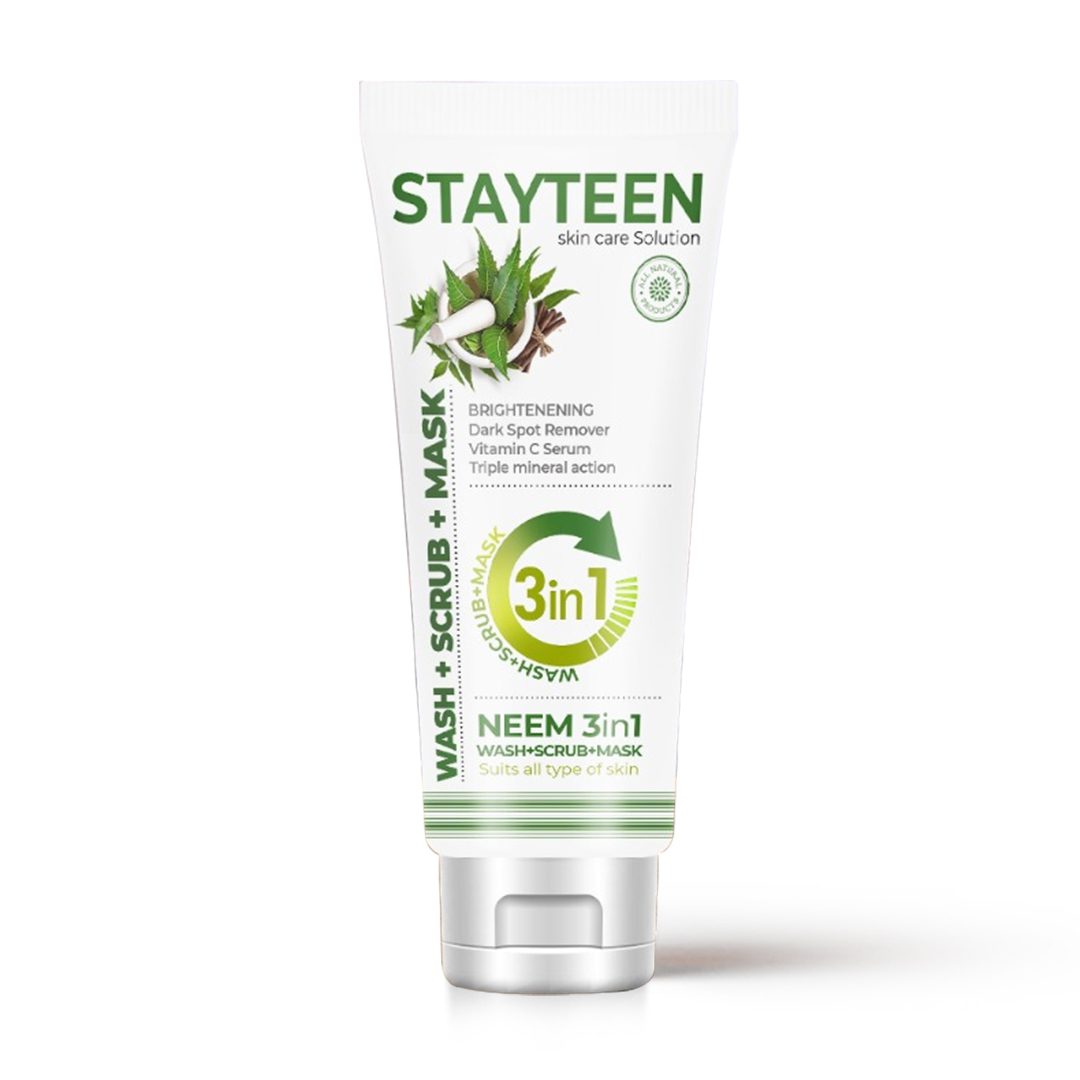 STAYTEEN
skin care Solution
ALL NATURAL
PRODUCTS
WASH + SCRUB + MASK
BRIGHTENENING
Dark Spot Remover
Vitamin C Serum
Triple mineral action
WASH+SCRUB+MASK
3in1
NEEM 3in1
WASH+SCRUB+MASK
Suits all type of skin